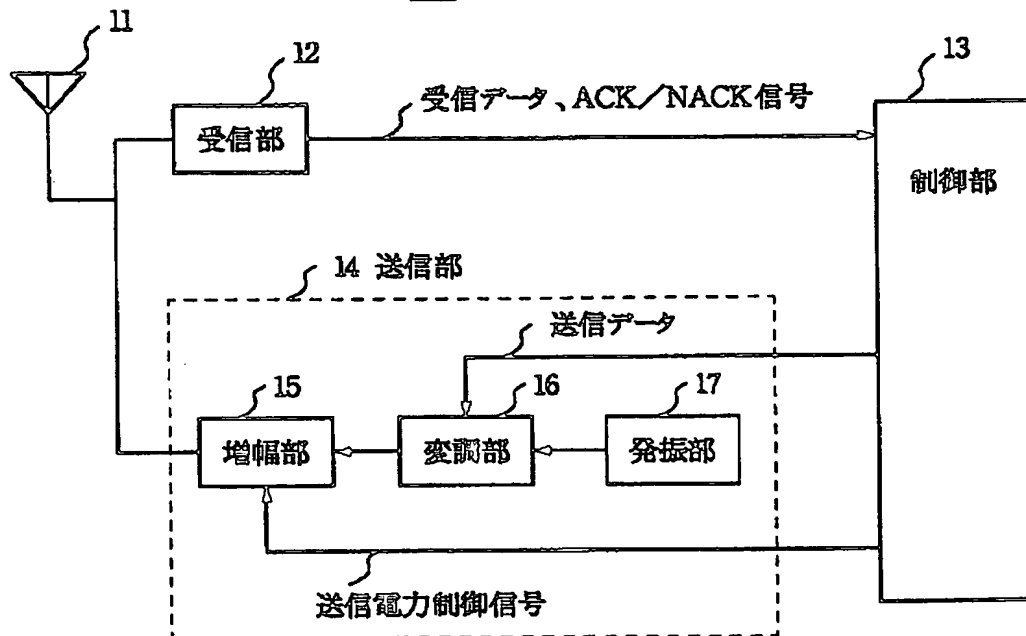 11
12
13
受信データ、ACK／NACK信号
受信部
制御部
14 送信部
送信データ
15
16
17
増幅部
変調部
発振部
送信電力制御信号